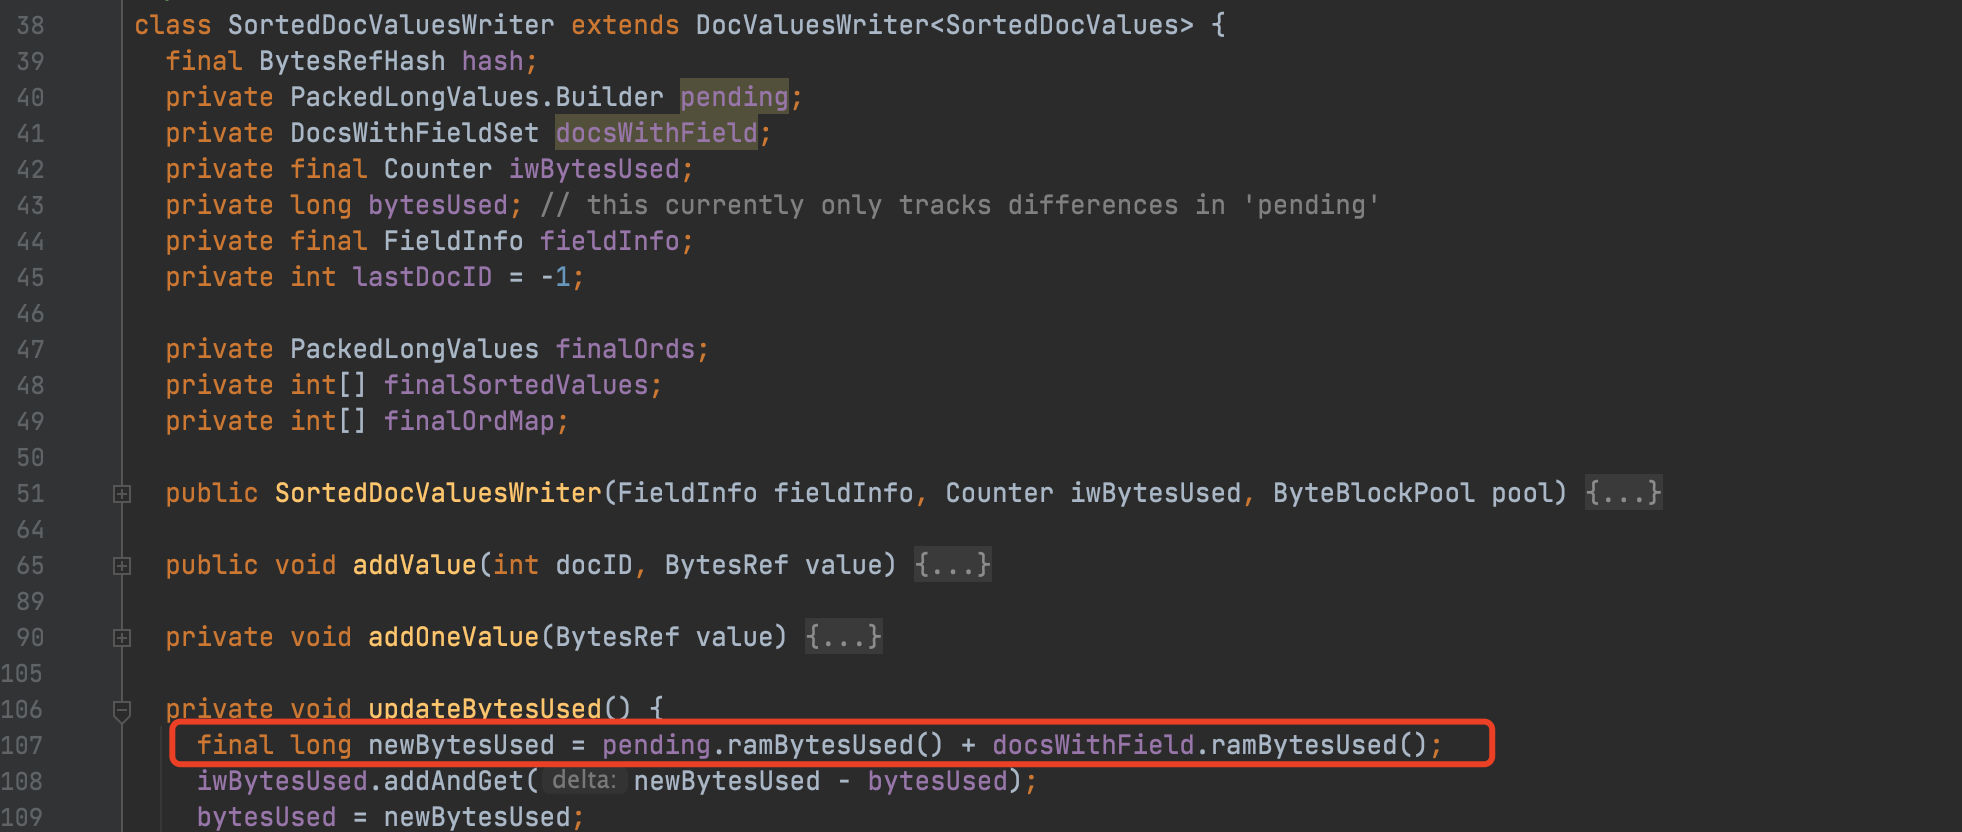 38 class SortedDocValuesWriter extends DocValuesWriter<SortedDocValues> {
39 final BytesRefHash hash;
40 private PackedLongValues.Builder pending;
41 private DocsWithFieldSet docsWithField;
42 private final Counter iwBytesUsed;
43 private long bytesUsed; // this currently only tracks differences in 'pending'
44 private final FieldInfo fieldInfo;
45 private int lastDocID = -1;
46
47 private PackedLongValues finalOrds;
48 private int[] finalSortedValues;
49 private int[] finalOrdMap;
50
51 public SortedDocValuesWriter(FieldInfo fieldInfo, Counter iwBytesUsed, ByteBlockPool pool) {...}
64
65 public void addValue(int docID, BytesRef value) {...}
89
90 private void addOneValue(BytesRef value) {...}
105
106 private void updateBytesUsed() {
107 final long newBytesUsed = pending.ramBytesUsed() + docsWithField.ramBytesUsed();
108 iwBytesUsed.addAndGet( delta: newBytesUsed - bytesUsed);
109 bytesUsed = newBytesUsed;